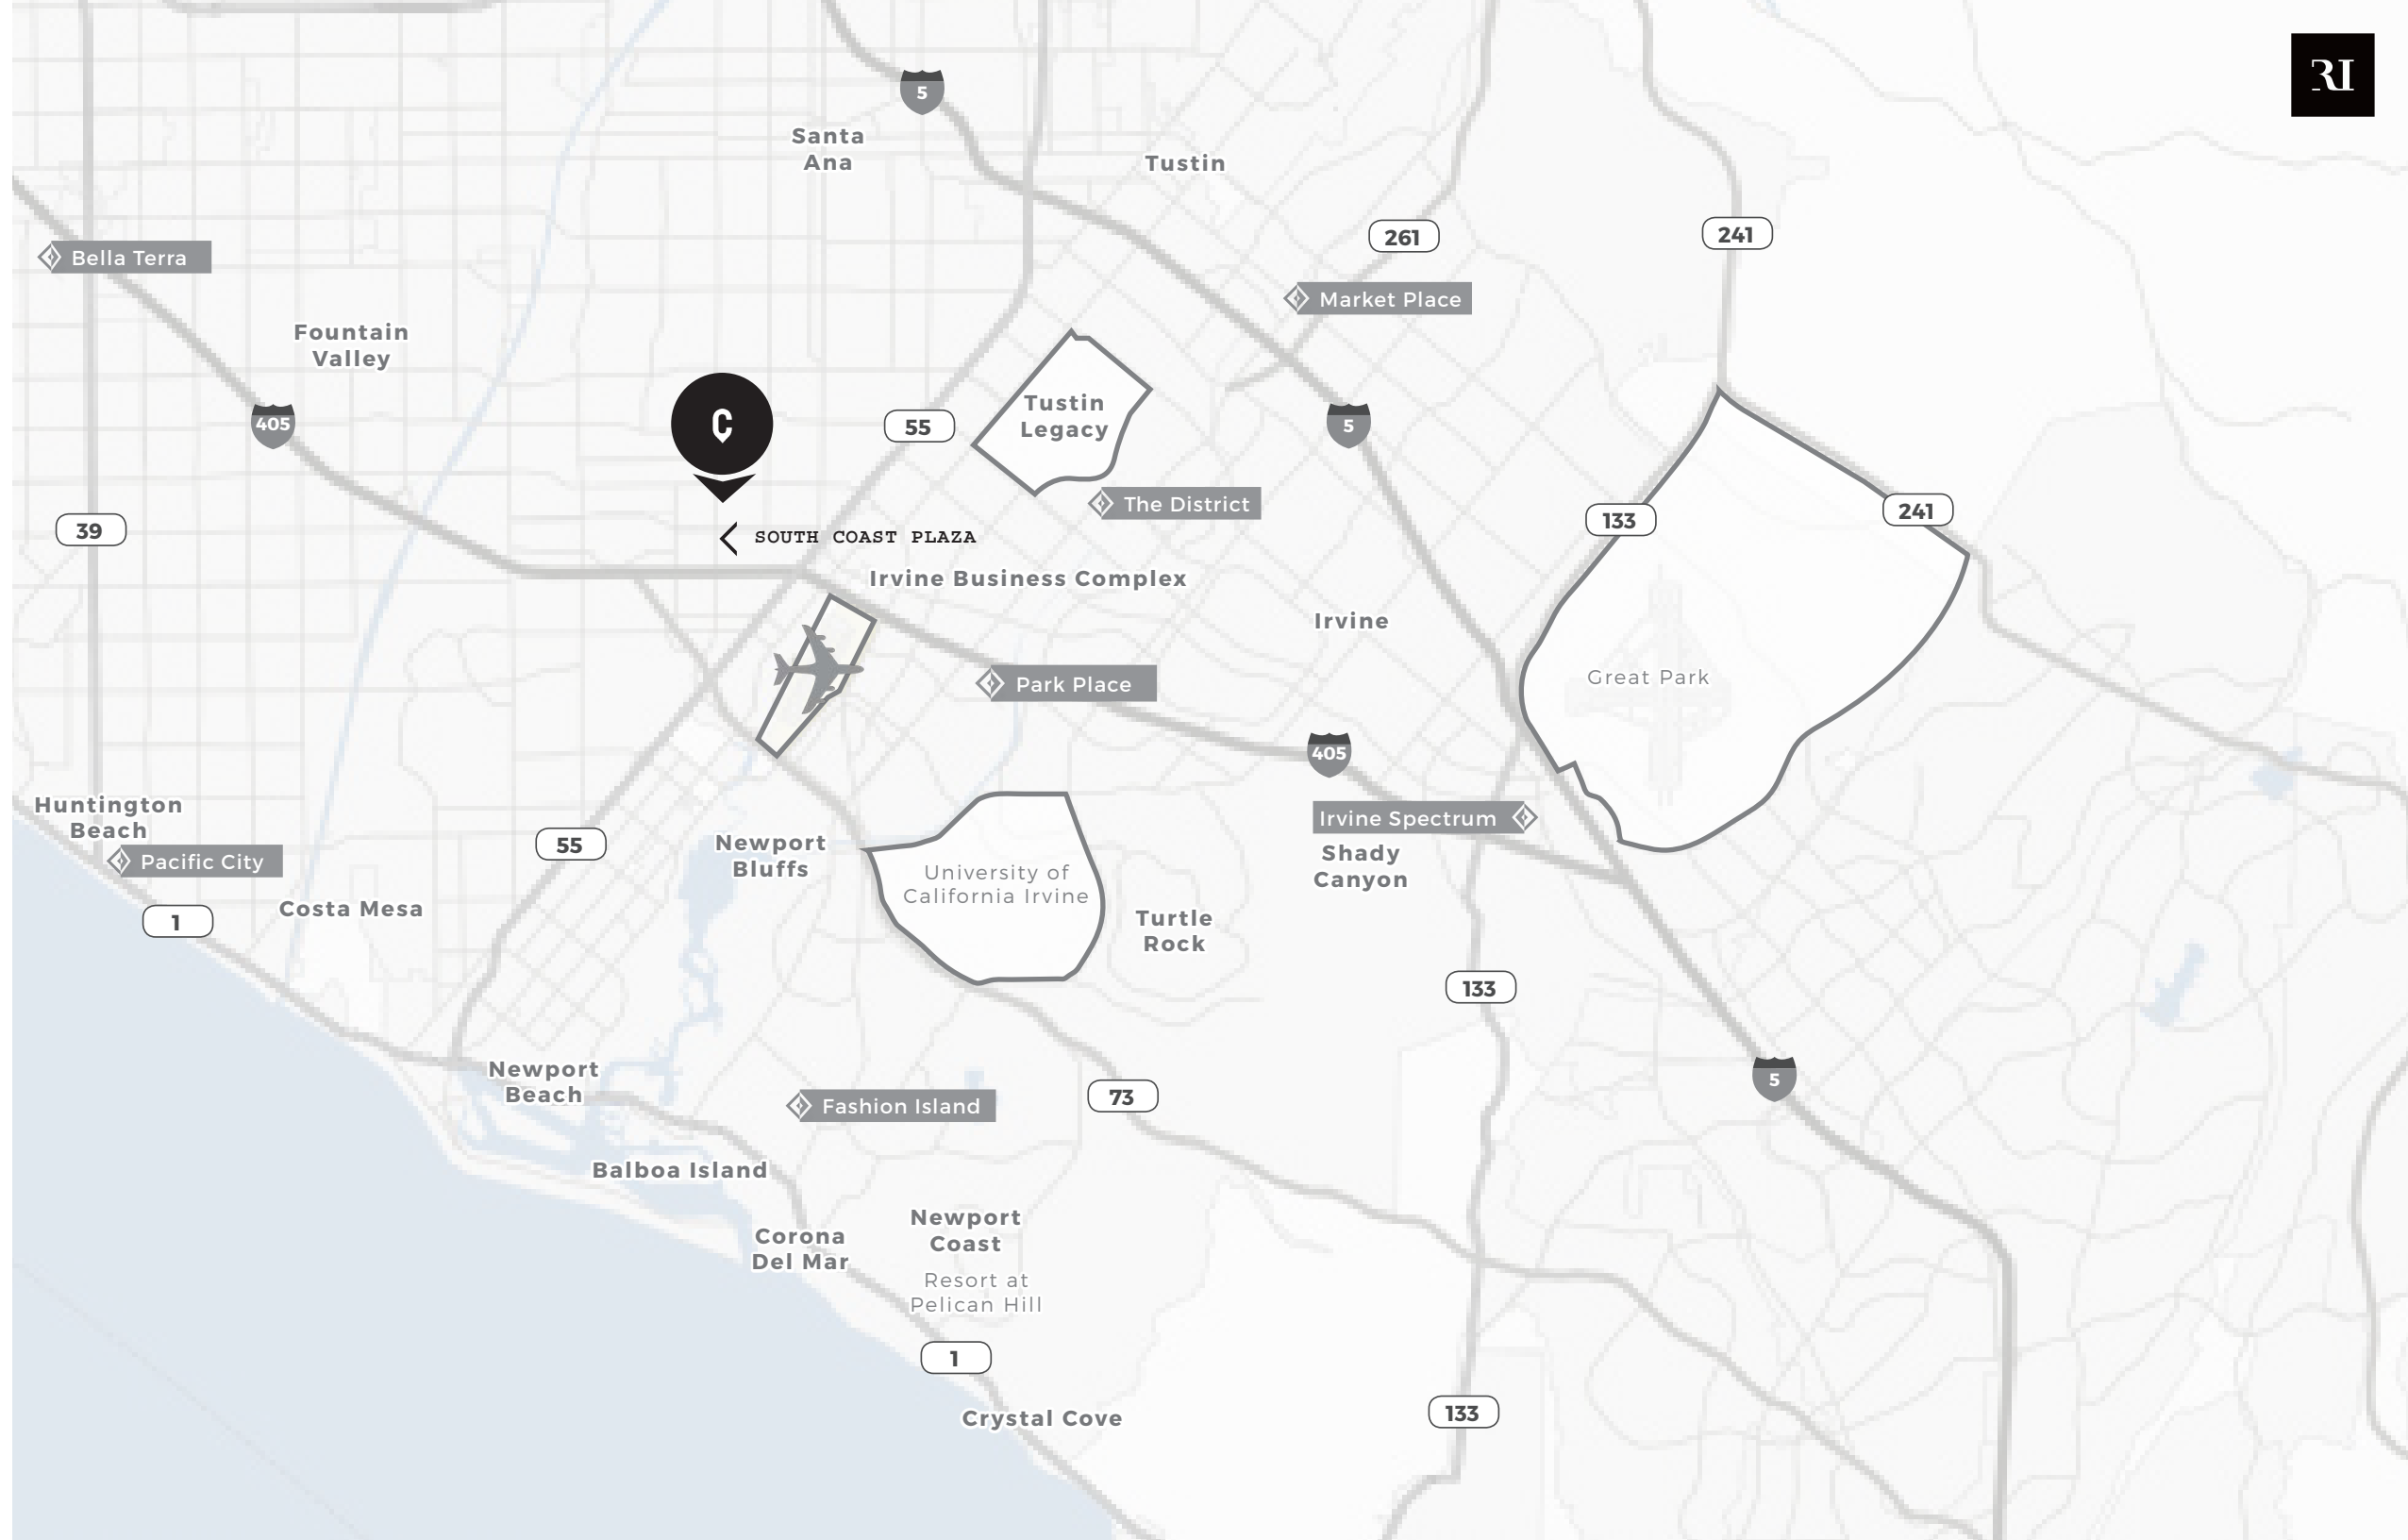 RI
5
Santa
Ana
Tustin
261
241
Bella Terra
Market Place
Fountain
Valley
405
C
55
Tustin
Legacy
5
The District
133
241
39
SOUTH COAST PLAZA
Irvine Business Complex
Irvine
Great Park
Park Place
405
Huntington
Beach
Pacific City
55
Newport
Bluffs
Irvine Spectrum
Shady
Canyon
University of
California Irvine
1
Costa Mesa
Turtle
Rock
133
Newport
Beach
Fashion Island
73
5
Balboa Island
Corona
Del Mar
Newport
Coast
Resort at
Pelican Hill
1
Crystal Cove
133